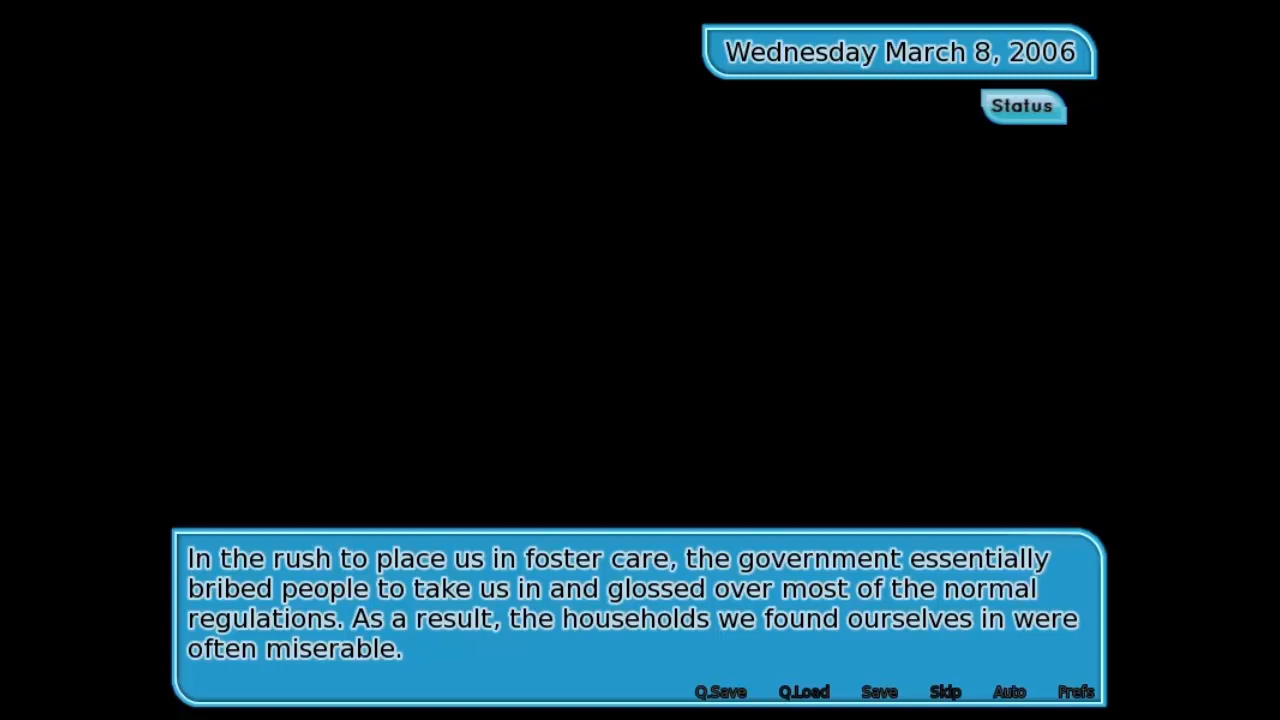 Wednesday March 8, 2006
Status
In the rush to place us in foster care, the government essentially
bribed people to take us in and glossed over most of the normal
regulations. As a result, the households we found ourselves in were
often miserable.
Q.Save Q.Load Save Skip Auto Prefs